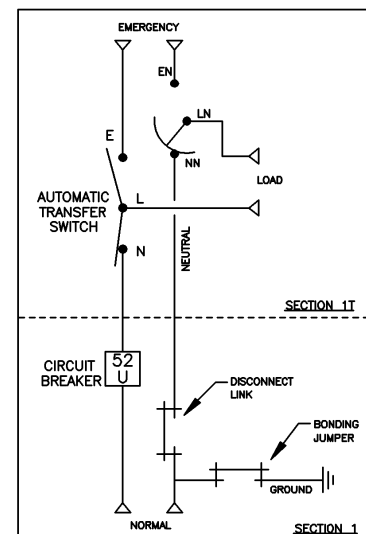 EMERGENCY
EN
LN
E
NN
LOAD
AUTOMATIC
TRANSFER
SWITCH
L
NEUTRAL
N
SECTION 1T
CIRCUIT
BREAKER
52
U
DISCONNECT
LINK
BONDING
JUMPER
GROUND
NORMAL
SECTION 1